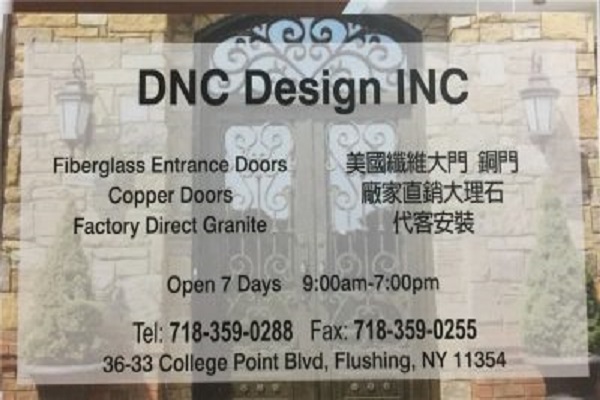 DNC Design INC
Fiberglass Entrance Doors
Copper Doors
Factory Direct Granite
美國纖維大門 銅門
廠家直銷大理石
代客安裝
Open 7 Days 9:00am-7:00pm
Tel: 718-359-0288 Fax: 718-359-0255
36-33 College Point Blvd, Flushing, NY 11354